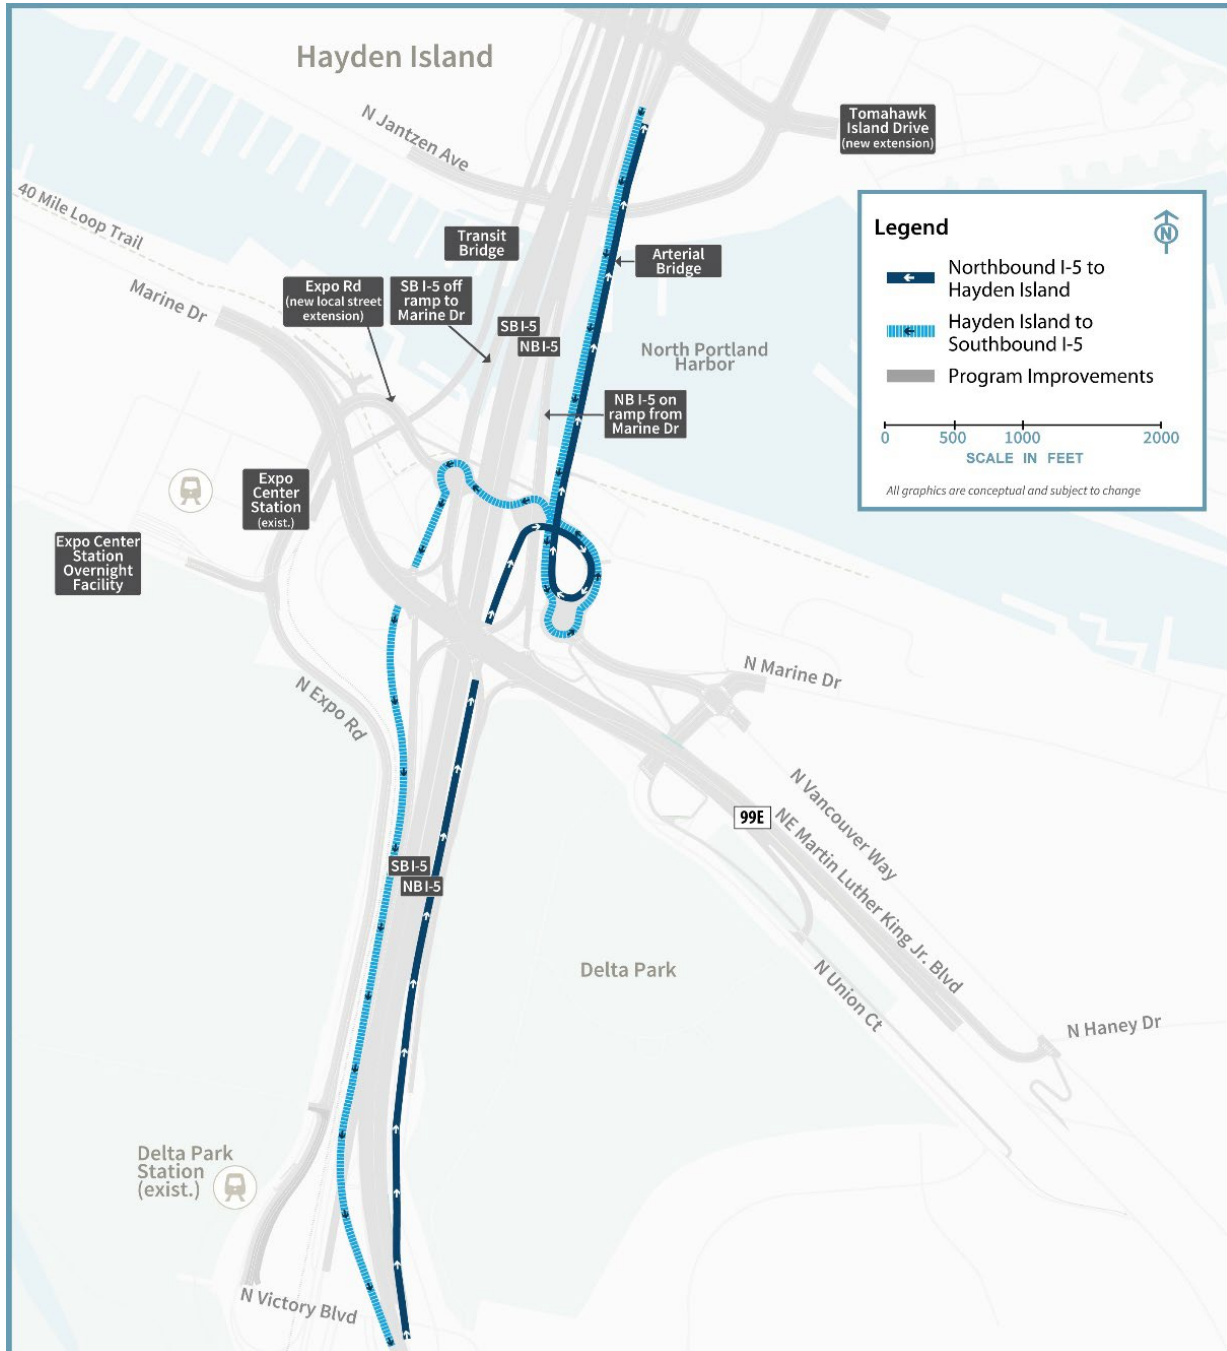 Hayden Island
N Jantzen Ave
Tomahawk
Island Drive
(new extension)
40 Mile Loop Trail
Marine Dr
Transit
Bridge
Expo Rd
(new local street
extension)
SB I-5 off
ramp to
Marine Dr
SB I-5
NB I-5
Arterial
Bridge
North Portland
Harbor
NB I-5 on
ramp from
Marine Dr
Legend
N
Northbound I-5 to
Hayden Island
Hayden Island to
Southbound I-5
Program Improvements
0 500 1000 2000
SCALE IN FEET
All graphics are conceptual and subject to change
Expo
Center
Station
(exist.)
Expo Center
Station
Overnight
Facility
N Expo Rd
N Marine Dr
N Vancouver Way
99E
NE Martin Luther King Jr. Blvd
SB I-5
NB I-5
Delta Park
N Union Ct
N Haney Dr
Delta Park
Station
(exist.)
N Victory Blvd